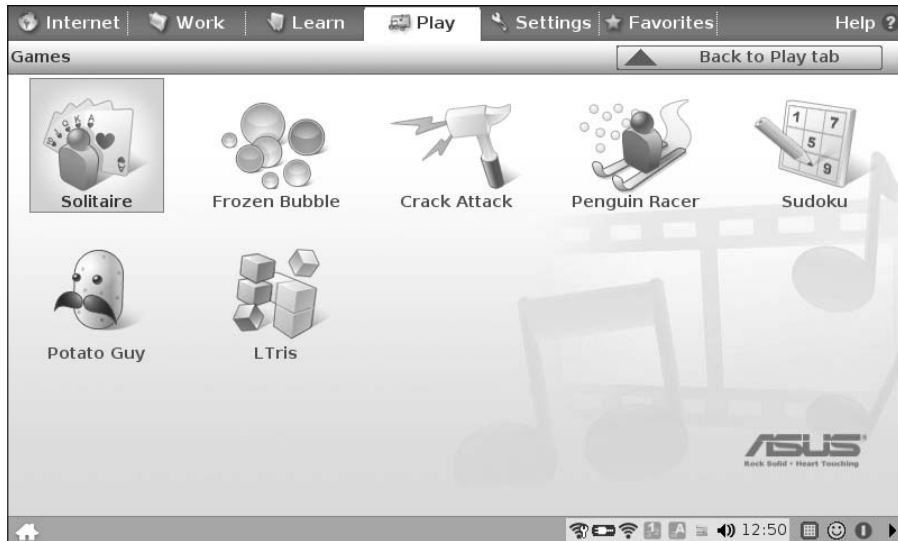 Internet Work Learn Play Settings Favorites Help ?
Games Back to Play tab
Solitaire Frozen Bubble Crack Attack Penguin Racer Sudoku
Potato Guy LTris
ASUS
Rock Solid • Heart Touching
12:50